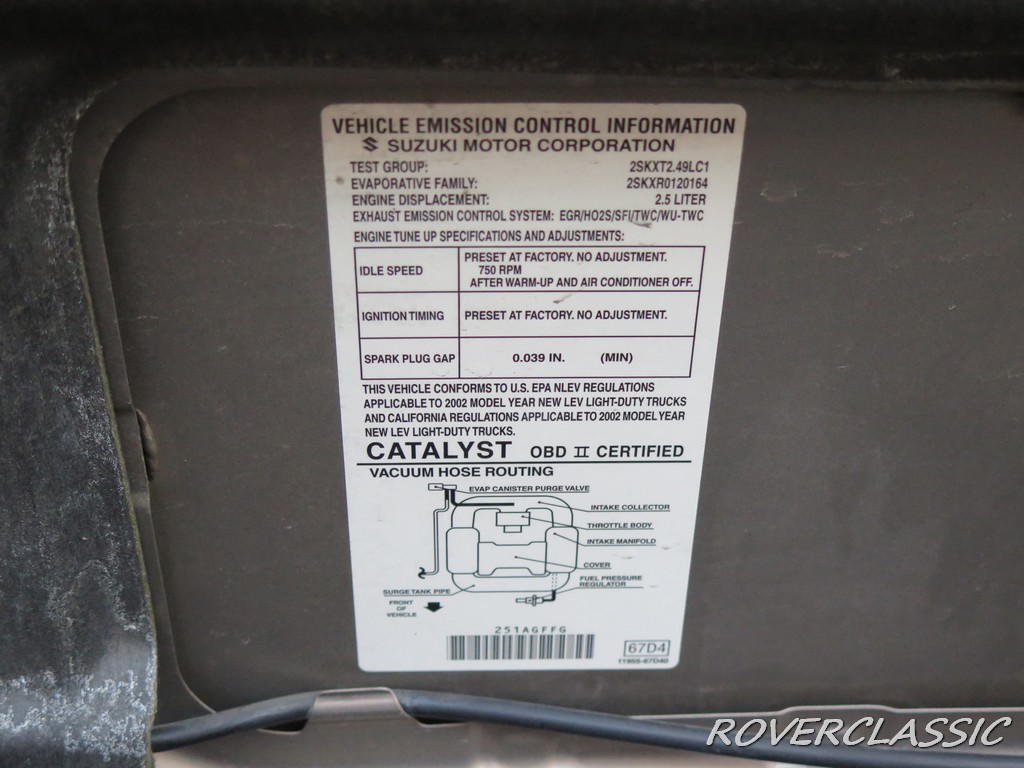 VEHICLE EMISSION CONTROL INFORMATION
SUZUKI MOTOR CORPORATION
TEST GROUP: 2SKXT2.49LC1
EVAPORATIVE FAMILY: 2SKXR0120164
ENGINE DISPLACEMENT: 2.5 LITER
EXHAUST EMISSION CONTROL SYSTEM: EGR/HO2S/SFI/TWC/WU-TWC
ENGINE TUNE UP SPECIFICATIONS AND ADJUSTMENTS:
IDLE SPEED
PRESET AT FACTORY. NO ADJUSTMENT.
750 RPM
AFTER WARM-UP AND AIR CONDITIONER OFF.
IGNITION TIMING PRESET AT FACTORY. NO ADJUSTMENT.
SPARK PLUG GAP 0.039 IN. (MIN)
THIS VEHICLE CONFORMS TO U.S. EPA NLEV REGULATIONS
APPLICABLE TO 2002 MODEL YEAR NEW LEV LIGHT-DUTY TRUCKS
AND CALIFORNIA REGULATIONS APPLICABLE TO 2002 MODEL YEAR
NEW LEV LIGHT-DUTY TRUCKS.
CATALYST OBD II CERTIFIED
VACUUM HOSE ROUTING
EVAP CANISTER PURGE VALVE
INTAKE COLLECTOR
THROTTLE BODY
INTAKE MANIFOLD
COVER
FUEL PRESSURE
REGULATOR
SURGE TANK PIPE
FRONT
OF
VEHICLE
251AGFFG
67D4
11955-67D40
ROVERCLASSIC